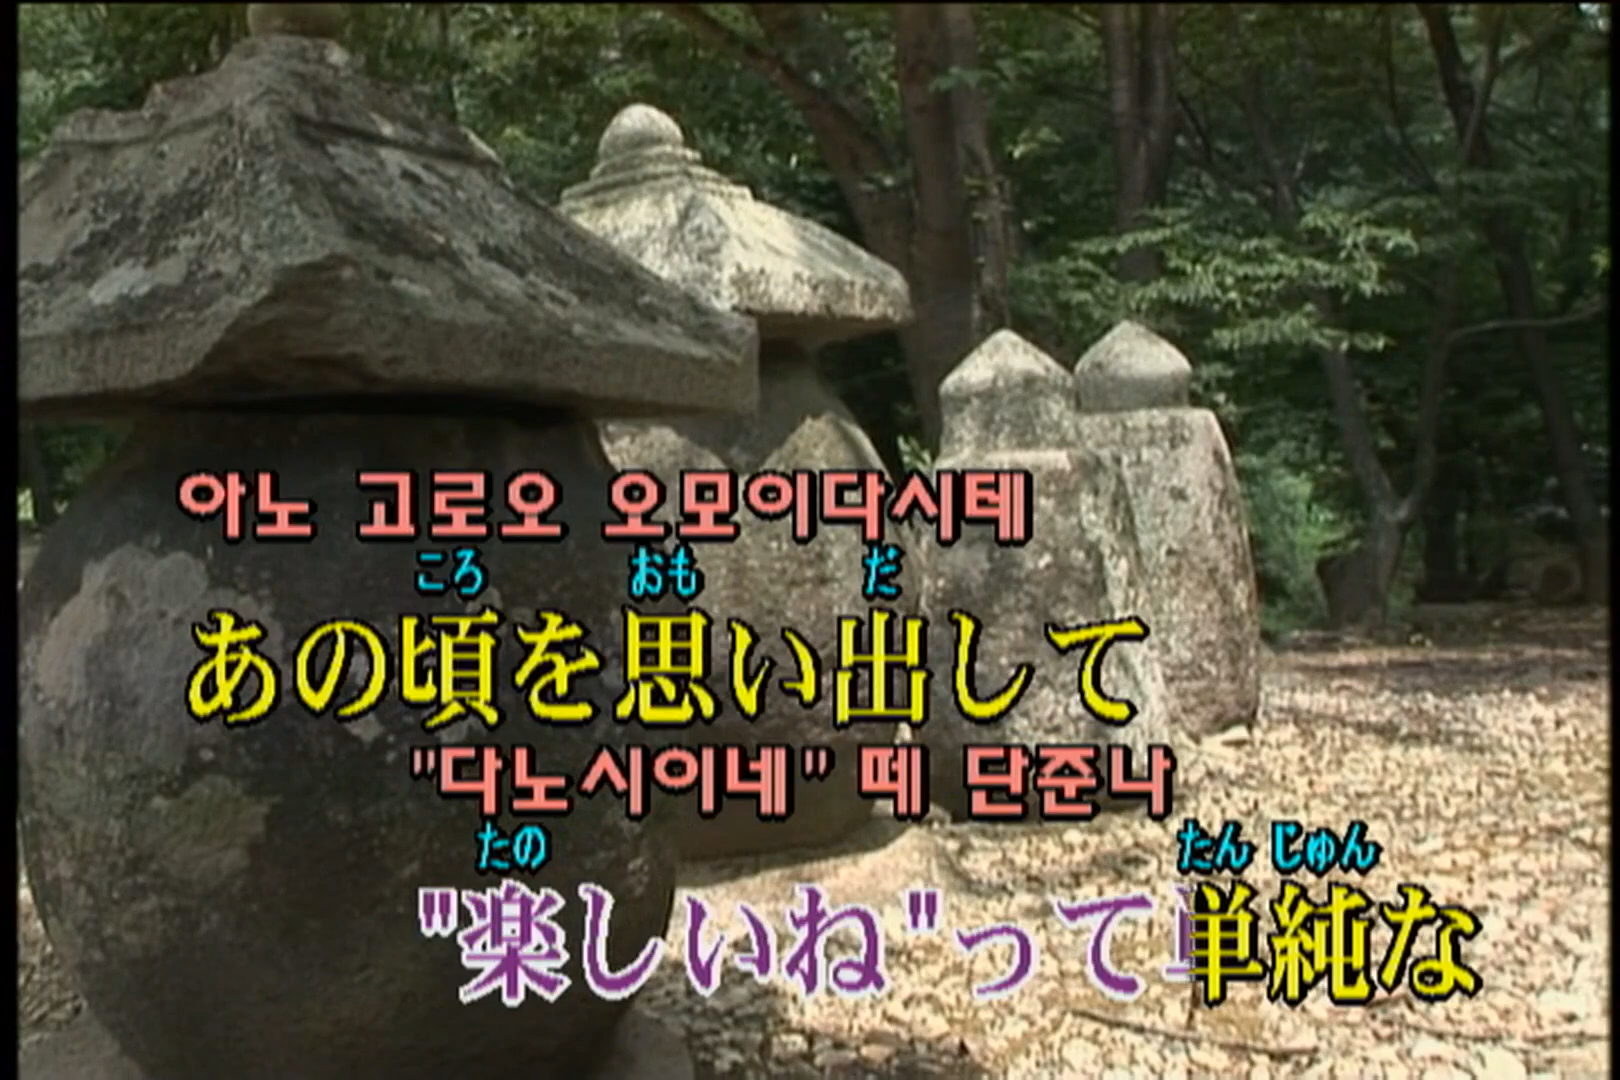 아노 고로오 오모이다시테
ころ おも だ
あの頃を思い出して
"다노시이네" 떼 단준나
たの たん じゅん
"楽しいね"って単純な